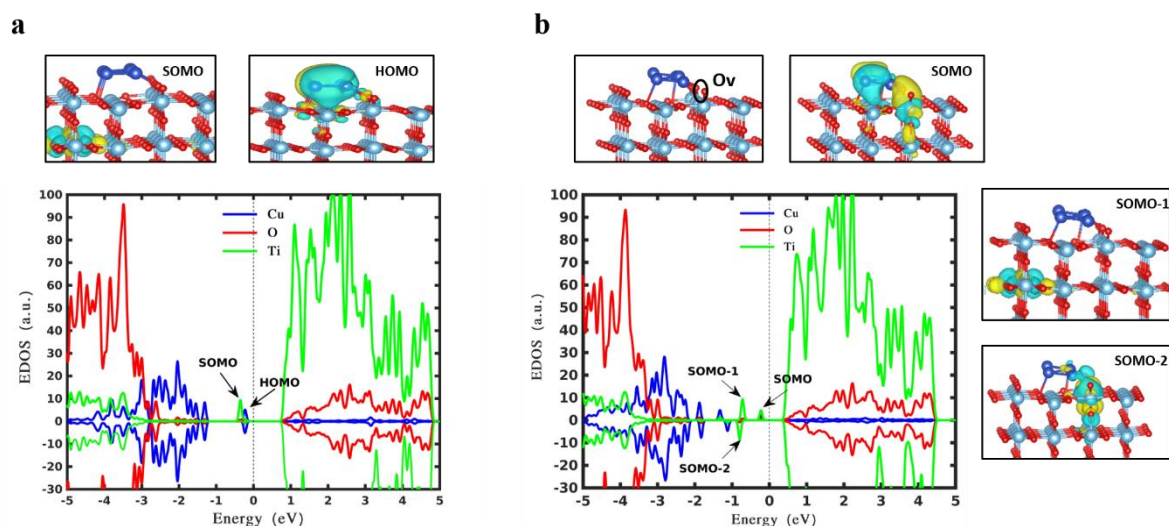 a
b
SOMO
HOMO
Ov
SOMO
SOMO-1
SOMO-2
100
90
80
70
60
50
40
30
20
10
0
-10
-20
-30
EDOS (a.u.)
Cu
O
Ti
SOMO
HOMO
-5 -4 -3 -2 -1 0 1 2 3 4 5
Energy (eV)
100
90
80
70
60
50
40
30
20
10
0
-10
-20
-30
EDOS (a.u.)
Cu
O
Ti
SOMO-1
SOMO
SOMO-2
-5 -4 -3 -2 -1 0 1 2 3 4 5
Energy (eV)